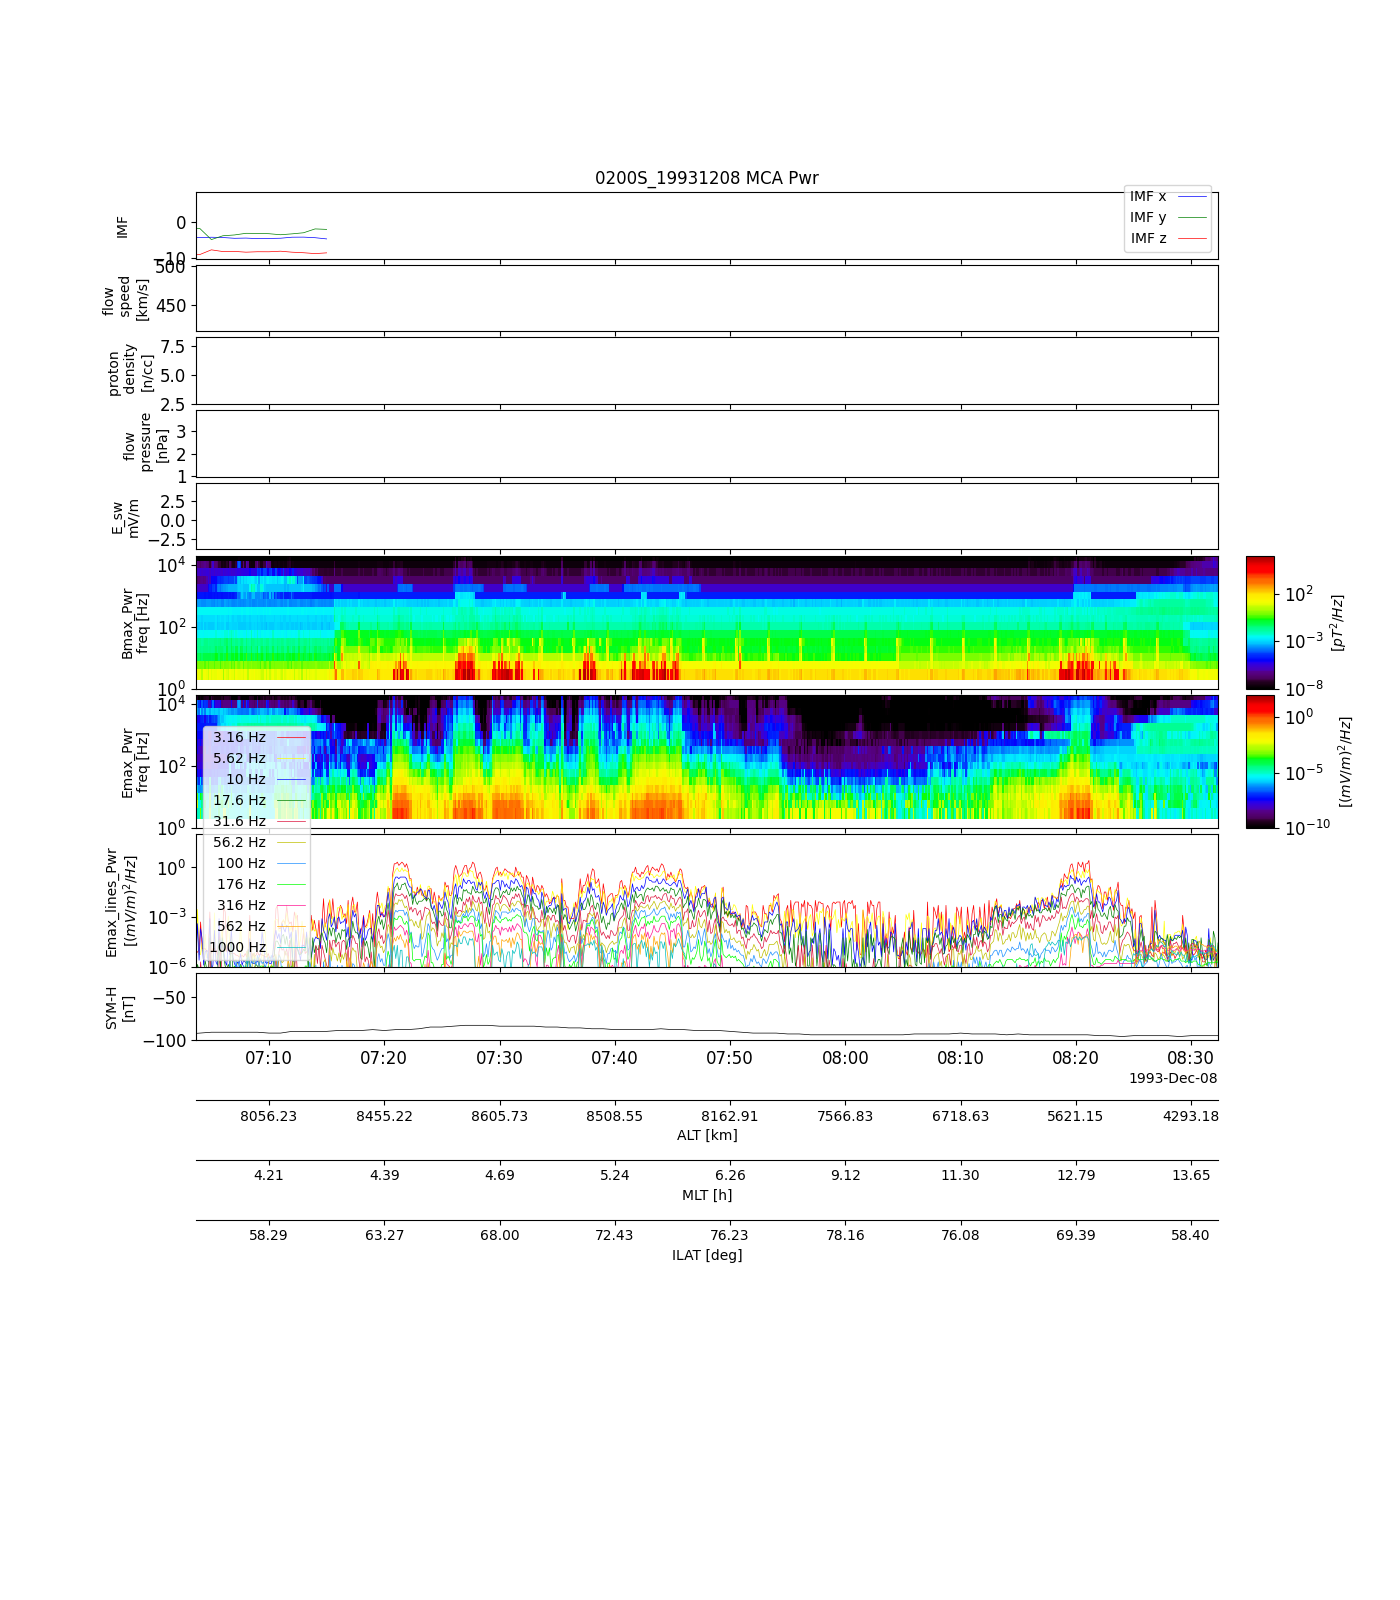 0200S_19931208 MCA Pwr
IMF
0
−10
IMF x
IMF y
IMF z
flow
speed
[km/s]
500
450
proton
density
[n/cc]
7.5
5.0
2.5
flow
pressure
[nPa]
3
2
1
E_sw
mV/m
2.5
0.0
−2.5
Bmax_Pwr
freq [Hz]
10^4
10^2
10^0
10^2
10^−3
10^−8
[pT^2/Hz]
Emax_Pwr
freq [Hz]
10^4
10^2
10^0
10^0
10^−5
10^−10
[(mV/m)^2/Hz]
3.16 Hz
5.62 Hz
10 Hz
17.6 Hz
31.6 Hz
56.2 Hz
100 Hz
176 Hz
316 Hz
562 Hz
1000 Hz
Emax_lines_Pwr
[(mV/m)^2/Hz]
10^0
10^−3
10^−6
SYM-H
[nT]
−50
−100
07:10 07:20 07:30 07:40 07:50 08:00 08:10 08:20 08:30
1993-Dec-08
8056.23 8455.22 8605.73 8508.55 8162.91 7566.83 6718.63 5621.15 4293.18
ALT [km]
4.21 4.39 4.69 5.24 6.26 9.12 11.30 12.79 13.65
MLT [h]
58.29 63.27 68.00 72.43 76.23 78.16 76.08 69.39 58.40
ILAT [deg]